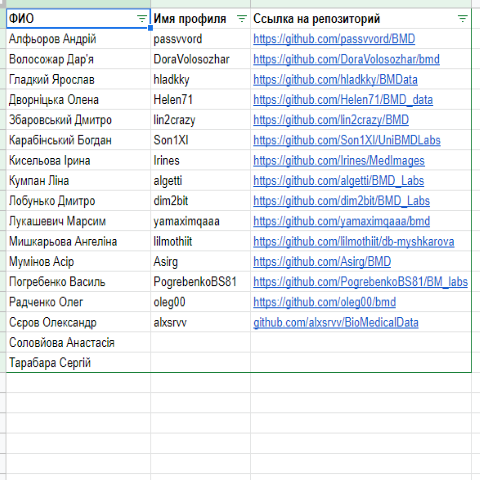 ФИО Имя профиля Ссылка на репозиторий
Алфьоров Андрій passvvord https://github.com/passvvord/BMD
Волосожар Дар'я DoraVolosozhar https://github.com/DoraVolosozhar/bmd
Гладкий Ярослав hladkky https://github.com/hladkky/BMData
Дворніцька Олена Helen71 https://github.com/Helen71/BMD_data
Збаровський Дмитро lin2crazy https://github.com/lin2crazy/BMD
Карабінський Богдан Son1XI https://github.com/Son1XI/UniBMDLabs
Кисельова Ірина Irines https://github.com/Irines/MedImages
Кумпан Ліна algetti https://github.com/algetti/BMD_Labs
Лобунько Дмитро dim2bit https://github.com/dim2bit/BMD_Labs
Лукашевич Марсим yamaximqaaa https://github.com/yamaximqaaa/bmd
Мишкарьова Ангеліна lilmothiit https://github.com/lilmothiit/db-myshkarova
Мумінов Асір Asirg https://github.com/Asirg/BMD
Погребенко Василь PogrebenkoBS81 https://github.com/PogrebenkoBS81/BM_labs
Радченко Олег oleg00 https://github.com/oleg00/bmd
Сєров Олександр alxsrvv github.com/alxsrvv/BioMedicalData
Соловйова Анастасія
Тарабара Сергій